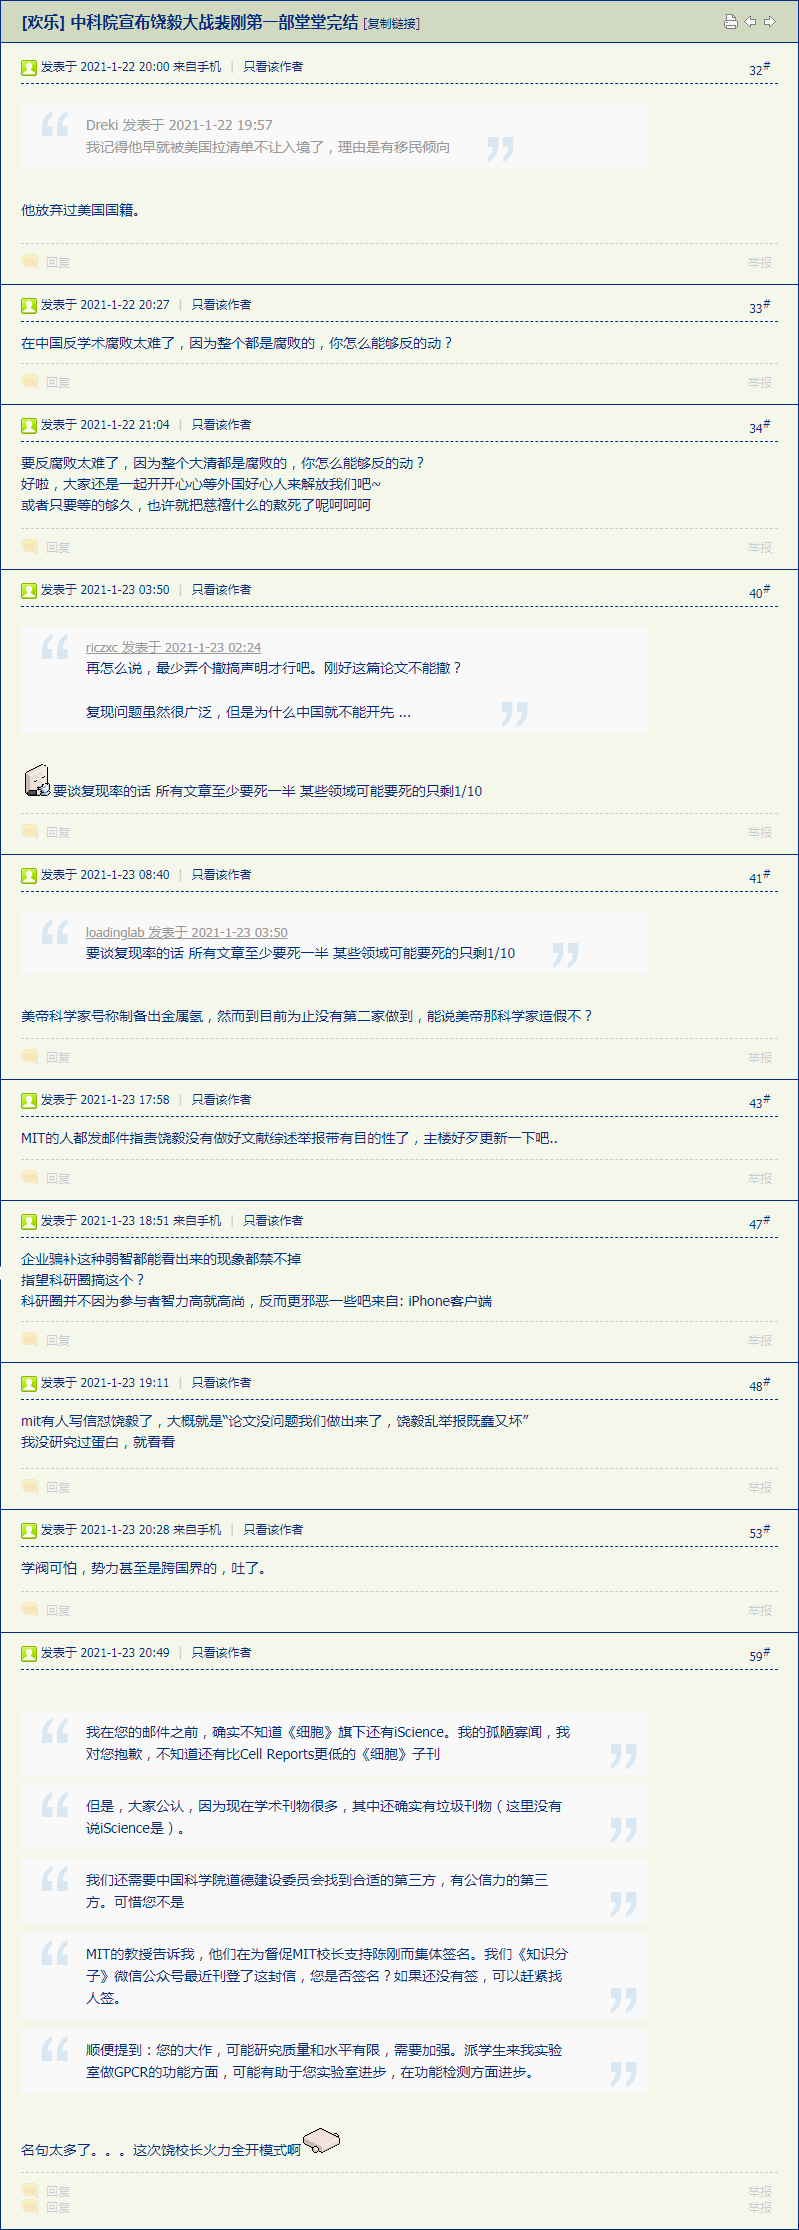 [欢乐] 中科院宣布饶毅大战裴刚第一部堂堂完结 [复制链接]
发表于 2021-1-22 20:00 来自手机 | 只看该作者 32#
Dreki 发表于 2021-1-22 19:57
我记得他早就被美国拉清单不让入境了，理由是有移民倾向
他放弃过美国国籍。
回复 举报
发表于 2021-1-22 20:27 | 只看该作者 33#
在中国反学术腐败太难了，因为整个都是腐败的，你怎么能够反的动？
回复 举报
发表于 2021-1-22 21:04 | 只看该作者 34#
要反腐败太难了，因为整个大清都是腐败的，你怎么能够反的动？
好啦，大家还是一起开开心心等外国好心人来解放我们吧~
或者只要等的够久，也许就把慈禧什么的熬死了呢呵呵呵
回复 举报
发表于 2021-1-23 03:50 | 只看该作者 40#
riczxc 发表于 2021-1-23 02:24
再怎么说，最少弄个撤搞声明才行吧。刚好这篇论文不能撤？
复现问题虽然很广泛，但是为什么中国就不能开先 ...
要谈复现率的话 所有文章至少要死一半 某些领域可能要死的只剩1/10
回复 举报
发表于 2021-1-23 08:40 | 只看该作者 41#
loadinglab 发表于 2021-1-23 03:50
要谈复现率的话 所有文章至少要死一半 某些领域可能要死的只剩1/10
美帝科学家号称制备出金属氢，然而到目前为止没有第二家做到，能说美帝那科学家造假不？
回复 举报
发表于 2021-1-23 17:58 | 只看该作者 43#
MIT的人都发邮件指责饶毅没有做好文献综述举报带有目的性了，主楼好歹更新一下吧..
回复 举报
发表于 2021-1-23 18:51 来自手机 | 只看该作者 47#
企业骗补这种弱智都能看出来的现象都禁不掉
指望科研圈搞这个？
科研圈并不因为参与者智力高就高尚，反而更邪恶一些吧来自: iPhone客户端
回复 举报
发表于 2021-1-23 19:11 | 只看该作者 48#
mit有人写信怼饶毅了，大概就是“论文没问题我们做出来了，饶毅乱举报既蠢又坏”
我没研究过蛋白，就看看
回复 举报
发表于 2021-1-23 20:28 来自手机 | 只看该作者 53#
学阀可怕，势力甚至是跨国界的，吐了。
回复 举报
发表于 2021-1-23 20:49 | 只看该作者 59#
我在您的邮件之前，确实不知道《细胞》旗下还有iScience。我的孤陋寡闻，我
对您抱歉，不知道还有比Cell Reports更低的《细胞》子刊
但是，大家公认，因为现在学术刊物很多，其中还确实有垃圾刊物（这里没有
说iScience是）。
我们还需要中国科学院道德建设委员会找到合适的第三方，有公信力的第三
方。可惜您不是
MIT的教授告诉我，他们在为督促MIT校长支持陈刚而集体签名。我们《知识分
子》微信公众号最近刊登了这封信，您是否签名？如果还没有签，可以赶紧找
人签。
顺便提到：您的大作，可能研究质量和水平有限，需要加强。派学生来我实验
室做GPCR的功能方面，可能有助于您实验室进步，在功能检测方面进步。
名句太多了。。。这次饶校长火力全开模式啊
回复 举报
回复 举报